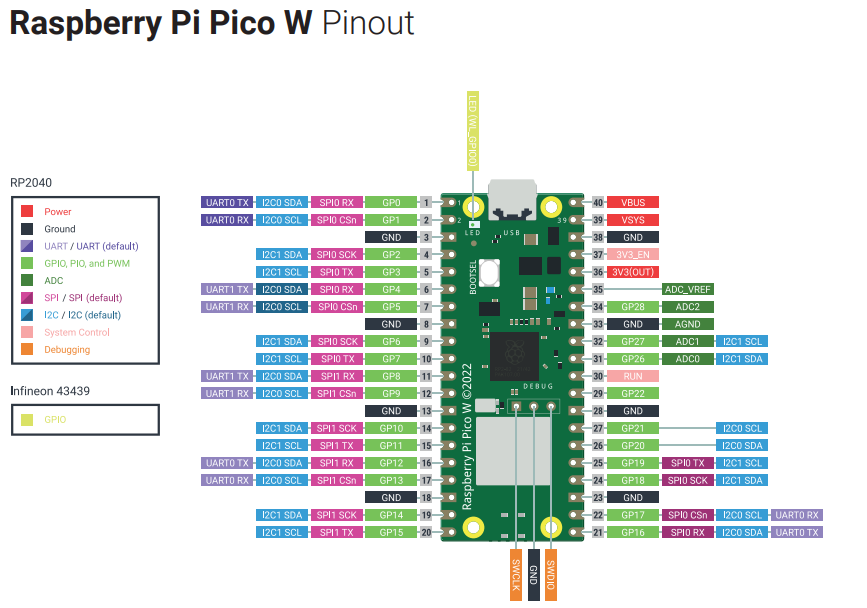 Raspberry Pi Pico W Pinout
LED (WL_GPIO0)
RP2040
Power
Ground
UART / UART (default)
GPIO, PIO, and PWM
ADC
SPI / SPI (default)
I2C / I2C (default)
System Control
Debugging
Infineon 43439
GPIO
UART0 TX I2C0 SDA SPI0 RX GP0 1
UART0 RX I2C0 SCL SPI0 CSn GP1 2
GND 3
I2C1 SDA SPI0 SCK GP2 4
I2C1 SCL SPI0 TX GP3 5
UART1 TX I2C0 SDA SPI0 RX GP4 6
UART1 RX I2C0 SCL SPI0 CSn GP5 7
GND 8
I2C1 SDA SPI0 SCK GP6 9
I2C1 SCL SPI0 TX GP7 10
UART1 TX I2C0 SDA SPI1 RX GP8 11
UART1 RX I2C0 SCL SPI1 CSn GP9 12
GND 13
I2C1 SDA SPI1 SCK GP10 14
I2C1 SCL SPI1 TX GP11 15
UART0 TX I2C0 SDA SPI1 RX GP12 16
UART0 RX I2C0 SCL SPI1 CSn GP13 17
GND 18
I2C1 SDA SPI1 SCK GP14 19
I2C1 SCL SPI1 TX GP15 20
1
2
39
LED
USB
BOOTSEL
DEBUG
Raspberry Pi Pico W ©2022
40 VBUS
39 VSYS
38 GND
37 3V3_EN
36 3V3(OUT)
35 ADC_VREF
34 GP28 ADC2
33 GND AGND
32 GP27 ADC1 I2C1 SCL
31 GP26 ADC0 I2C1 SDA
30 RUN
29 GP22
28 GND
27 GP21 I2C0 SCL
26 GP20 I2C0 SDA
25 GP19 SPI0 TX I2C1 SCL
24 GP18 SPI0 SCK I2C1 SDA
23 GND
22 GP17 SPI0 CSn I2C0 SCL UART0 RX
21 GP16 SPI0 RX I2C0 SDA UART0 TX
SWCLK
GND
SWDIO